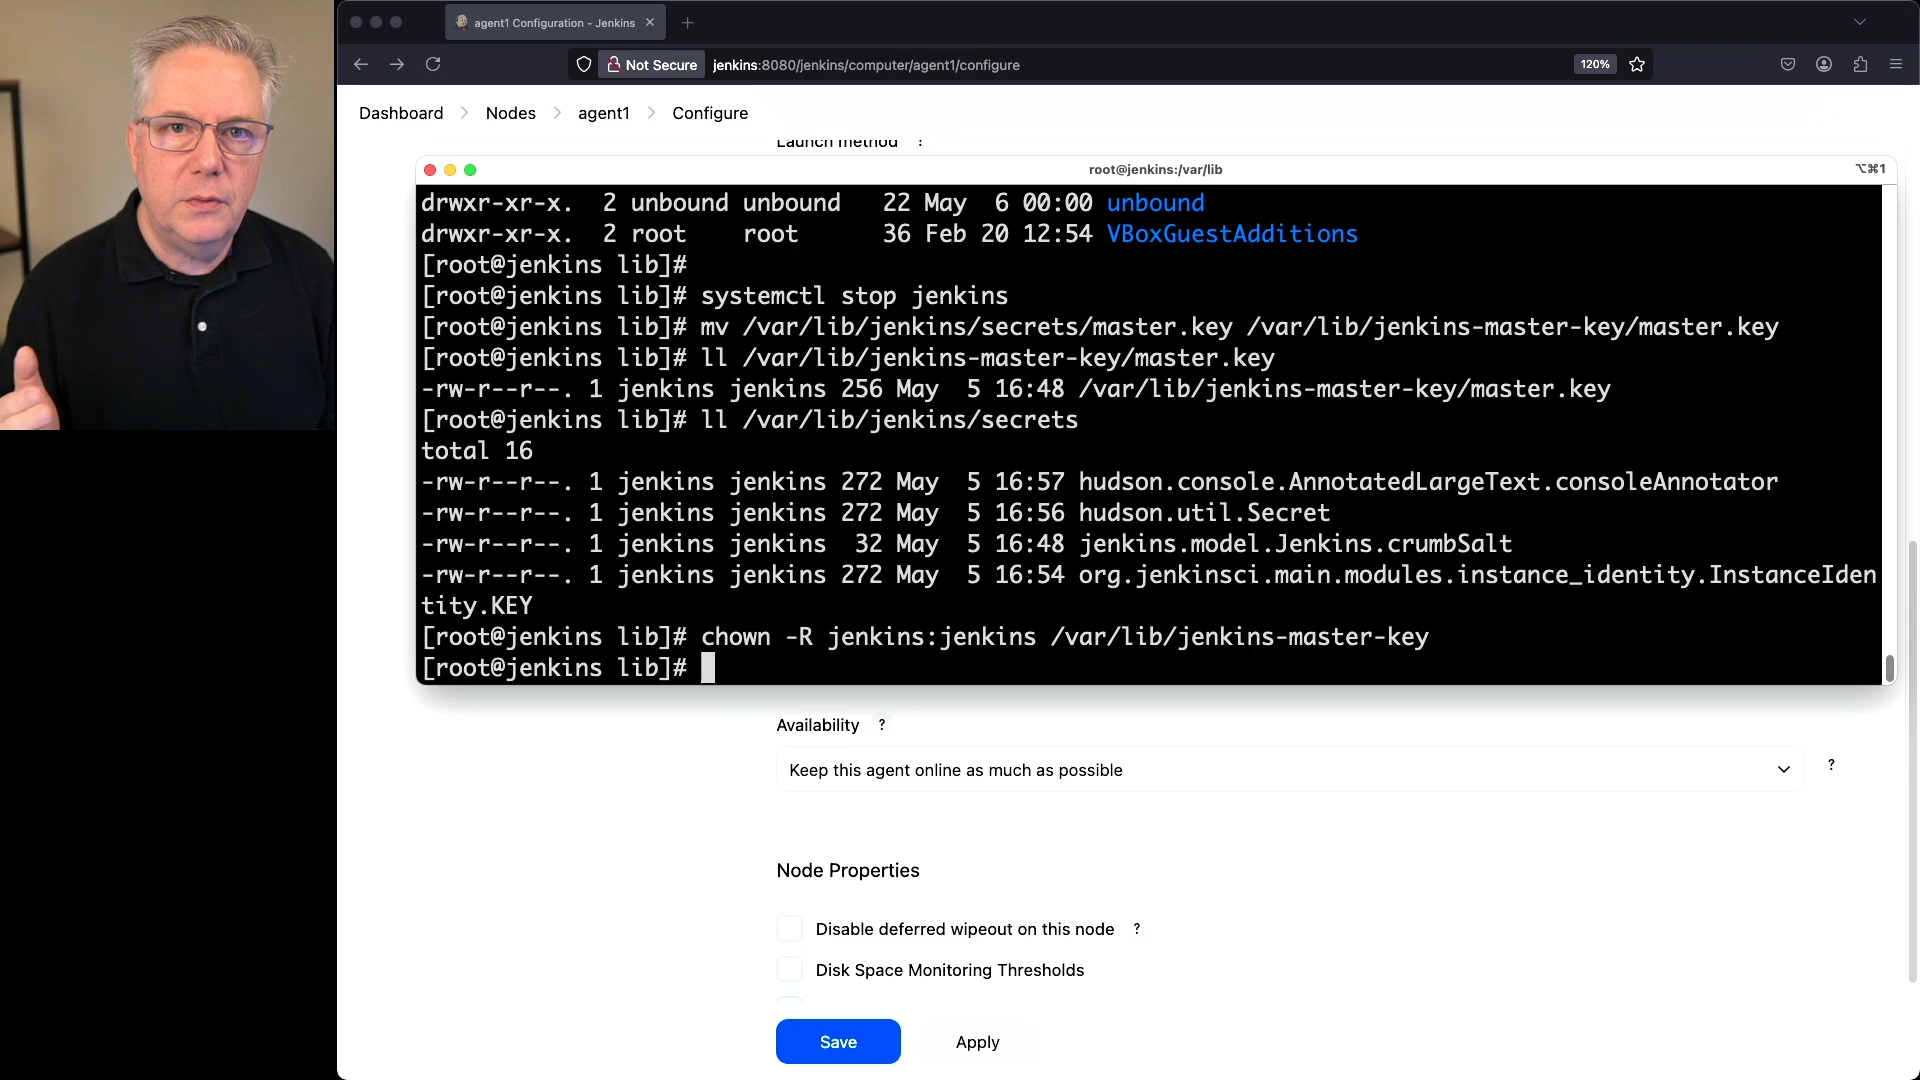 agent1 Configuration - Jenkins
Not Secure
jenkins:8080/jenkins/computer/agent1/configure
120%
Dashboard
Nodes
agent1
Configure
Launch method ?
root@jenkins:/var/lib
⌥⌘1
drwxr-xr-x.  2 unbound unbound   22 May  6 00:00 unbound
drwxr-xr-x.  2 root    root      36 Feb 20 12:54 VBoxGuestAdditions
[root@jenkins lib]#
[root@jenkins lib]# systemctl stop jenkins
[root@jenkins lib]# mv /var/lib/jenkins/secrets/master.key /var/lib/jenkins-master-key/master.key
[root@jenkins lib]# ll /var/lib/jenkins-master-key/master.key
-rw-r--r--. 1 jenkins jenkins 256 May  5 16:48 /var/lib/jenkins-master-key/master.key
[root@jenkins lib]# ll /var/lib/jenkins/secrets
total 16
-rw-r--r--. 1 jenkins jenkins 272 May  5 16:57 hudson.console.AnnotatedLargeText.consoleAnnotator
-rw-r--r--. 1 jenkins jenkins 272 May  5 16:56 hudson.util.Secret
-rw-r--r--. 1 jenkins jenkins  32 May  5 16:48 jenkins.model.Jenkins.crumbSalt
-rw-r--r--. 1 jenkins jenkins 272 May  5 16:54 org.jenkinsci.main.modules.instance_identity.InstanceIden
tity.KEY
[root@jenkins lib]# chown -R jenkins:jenkins /var/lib/jenkins-master-key
[root@jenkins lib]#
Availability ?
Keep this agent online as much as possible
?
Node Properties
Disable deferred wipeout on this node ?
Disk Space Monitoring Thresholds
Save
Apply